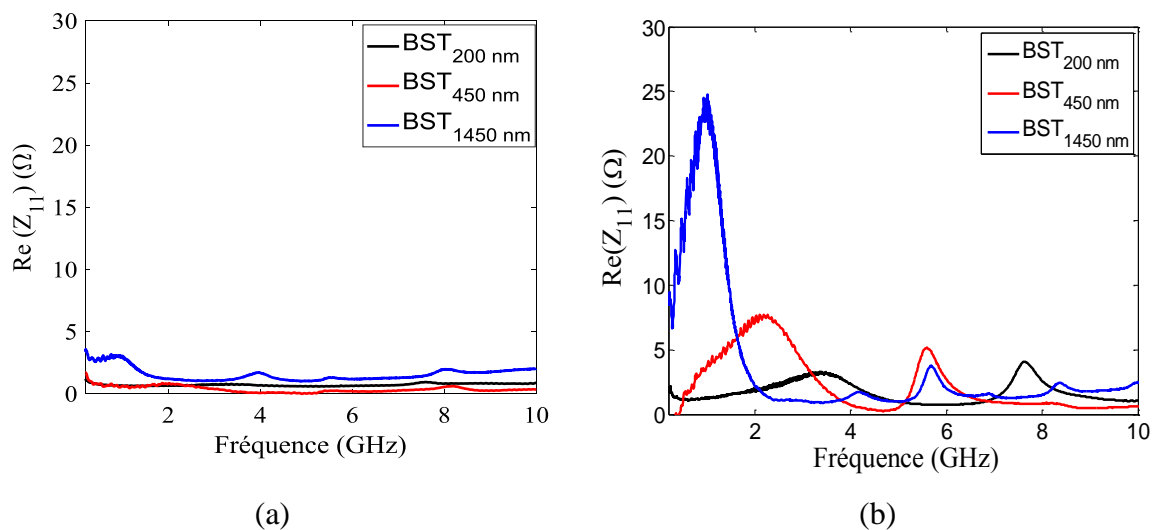 30
25
20
15
10
5
0
Re (Z11) (Ω)
BST200 nm
BST450 nm
BST1450 nm
2 4 6 8 10
Fréquence (GHz)
(a)
30
25
20
15
10
5
0
Re(Z11) (Ω)
BST200 nm
BST450 nm
BST1450 nm
2 4 6 8 10
Fréquence (GHz)
(b)